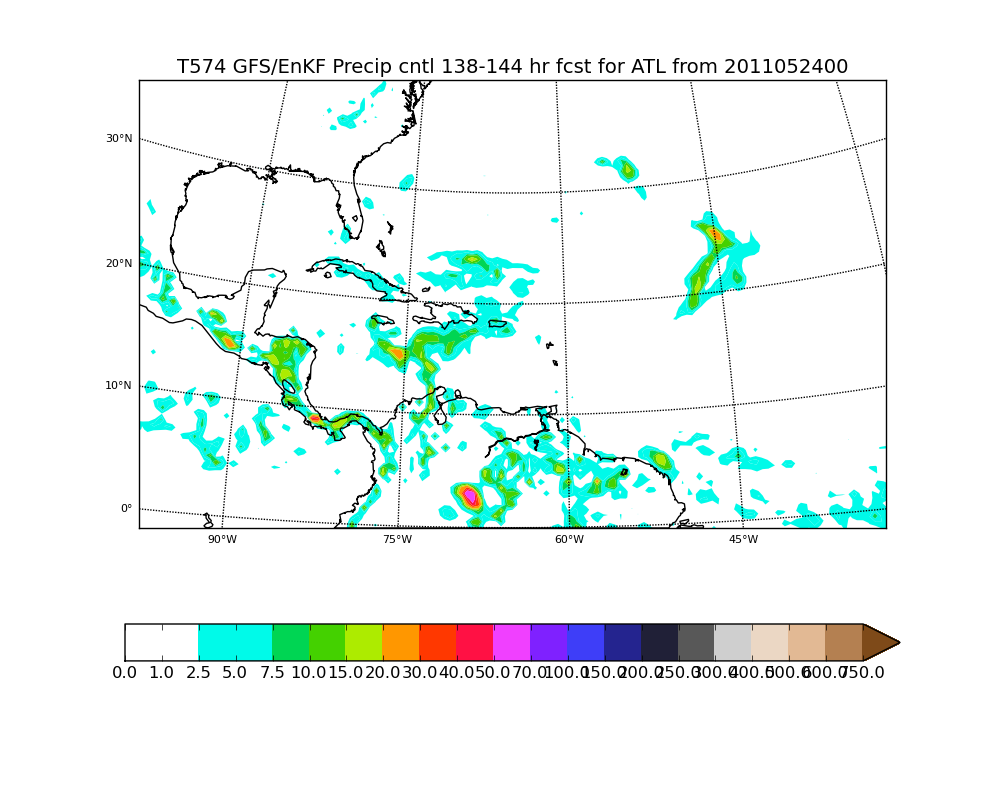 T574 GFS/EnKF Precip cntl 138-144 hr fcst for ATL from 2011052400
30°N
20°N
10°N
0°
90°W 75°W 60°W 45°W
0.0 1.0 2.5 5.0 7.5 10.0 15.0 20.0 30.0 40.0 50.0 70.0 100.0 150.0 200.0 250.0 300.0 400.0 500.0 600.0 750.0